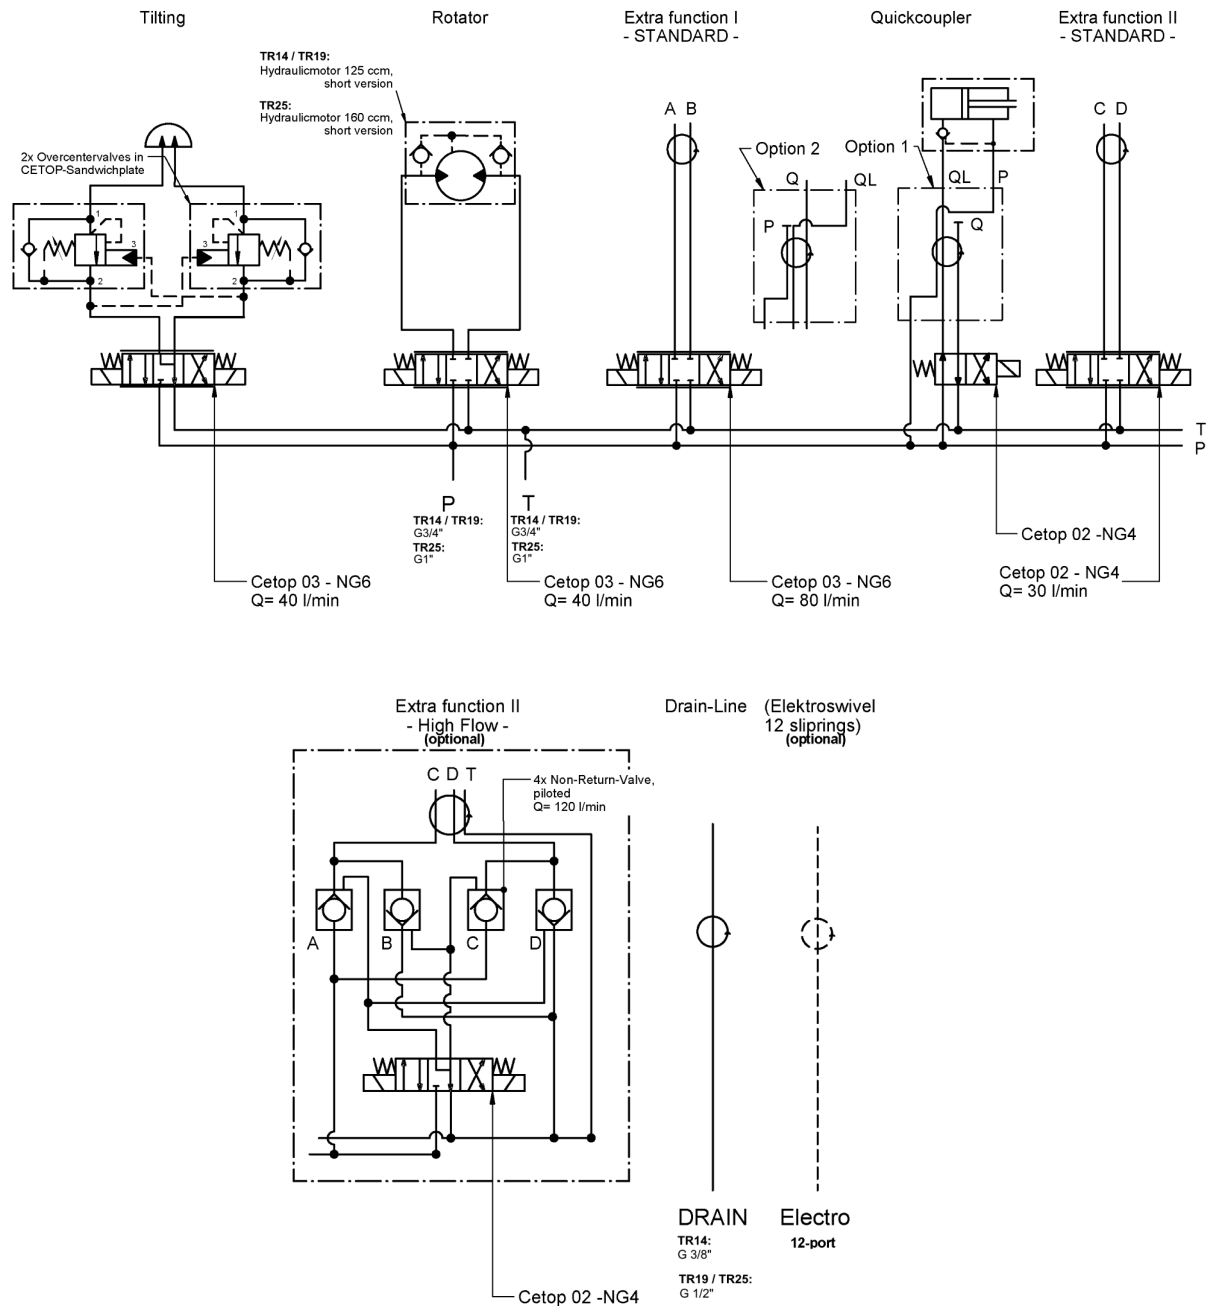 Tilting
Rotator
Extra function I
- STANDARD -
Quickcoupler
Extra function II
- STANDARD -
TR14 / TR19:
Hydraulicmotor 125 ccm,
short version
TR25:
Hydraulicmotor 160 ccm,
short version
2x Overcentervalves in
CETOP-Sandwichplate
A B
C D
Option 2
Option 1
Q
QL
QL
P
P
Q
1
3
2
1
3
2
T
P
P
T
TR14 / TR19:
G3/4"
TR25:
G1"
TR14 / TR19:
G3/4"
TR25:
G1"
Cetop 02 -NG4
Cetop 03 - NG6
Q= 40 l/min
Cetop 03 - NG6
Q= 40 l/min
Cetop 03 - NG6
Q= 80 l/min
Cetop 02 - NG4
Q= 30 l/min
Extra function II
- High Flow -
(optional)
Drain-Line
(Elektroswivel
12 sliprings)
(optional)
C D T
4x Non-Return-Valve,
piloted
Q= 120 l/min
A
B
C
D
DRAIN
TR14:
G 3/8"
TR19 / TR25:
G 1/2"
Electro
12-port
Cetop 02 -NG4